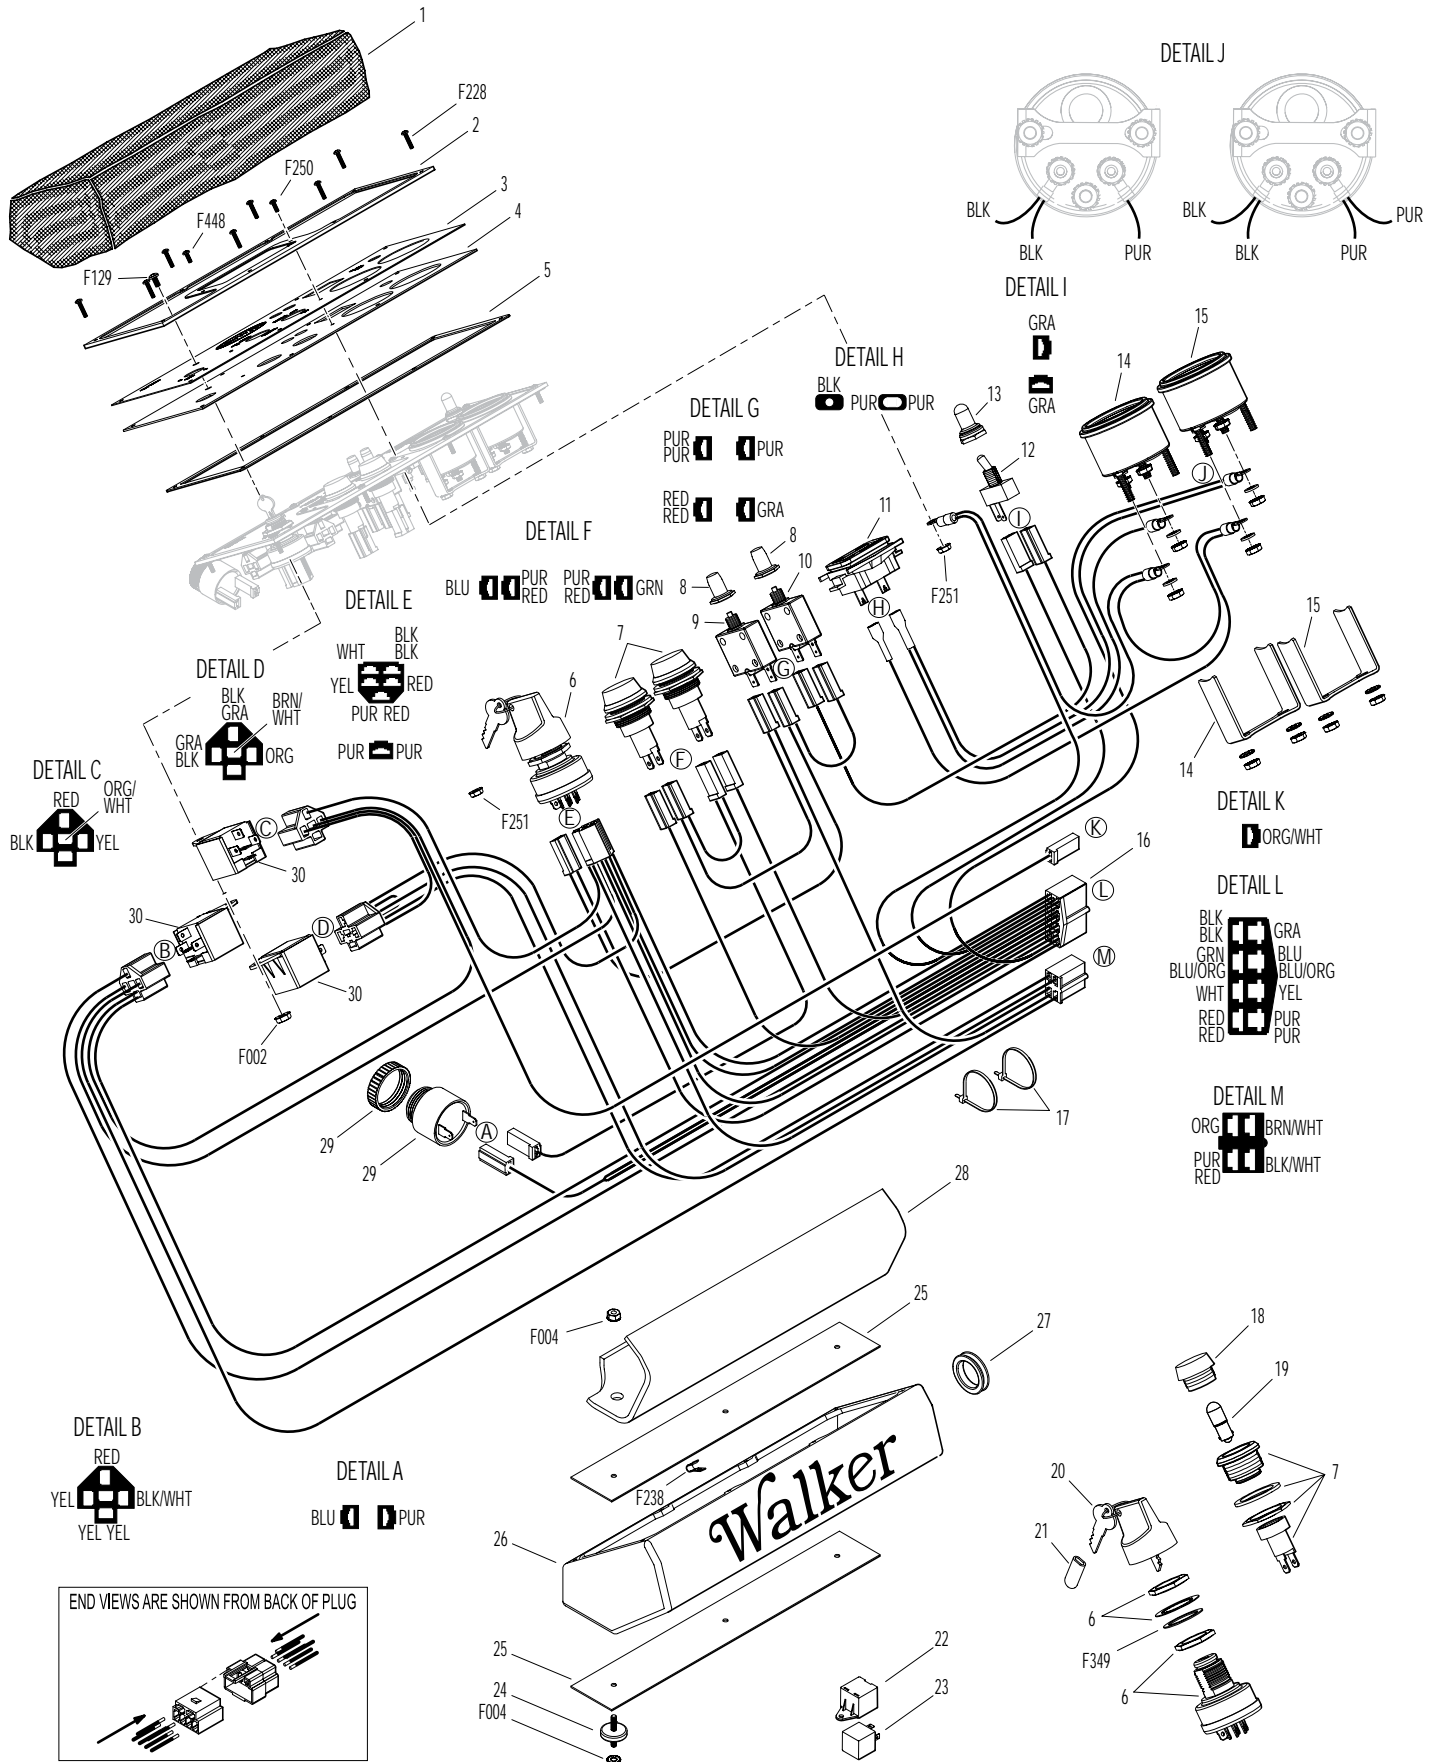 1
F228
2
F250
3
F448
4
F129
5
DETAIL J
BLK
BLK
PUR
BLK
BLK
PUR
PUR
DETAIL I
GRA
GRA
15
14
DETAIL H
BLK
PUR PUR
13
12
DETAIL G
PUR
PUR
PUR
RED
RED
GRA
11
I
J
DETAIL F
BLU
PUR
RED
PUR
RED
GRN
8
8
10
9
H
F251
G
DETAIL E
WHT
BLK
BLK
YEL
RED
PUR RED
PUR PUR
7
6
F
15
14
DETAIL D
BLK
GRA
BRN/
WHT
GRA
BLK
ORG
DETAIL C
RED
ORG/
WHT
BLK
YEL
C
30
F251
E
DETAIL K
ORG/WHT
K
16
L
30
B
D
30
F002
M
DETAIL L
BLK
BLK
GRA
GRN
BLU
BLU/ORG
BLU/ORG
WHT
YEL
RED
RED
PUR
PUR
17
29
29
A
DETAIL M
ORG
BRN/WHT
PUR
RED
BLK/WHT
28
F004
25
27
18
19
DETAIL B
RED
YEL
BLK/WHT
YEL YEL
DETAIL A
BLU
PUR
F238
Walker
26
20
7
21
6
F349
6
END VIEWS ARE SHOWN FROM BACK OF PLUG
25
24
F004
22
23